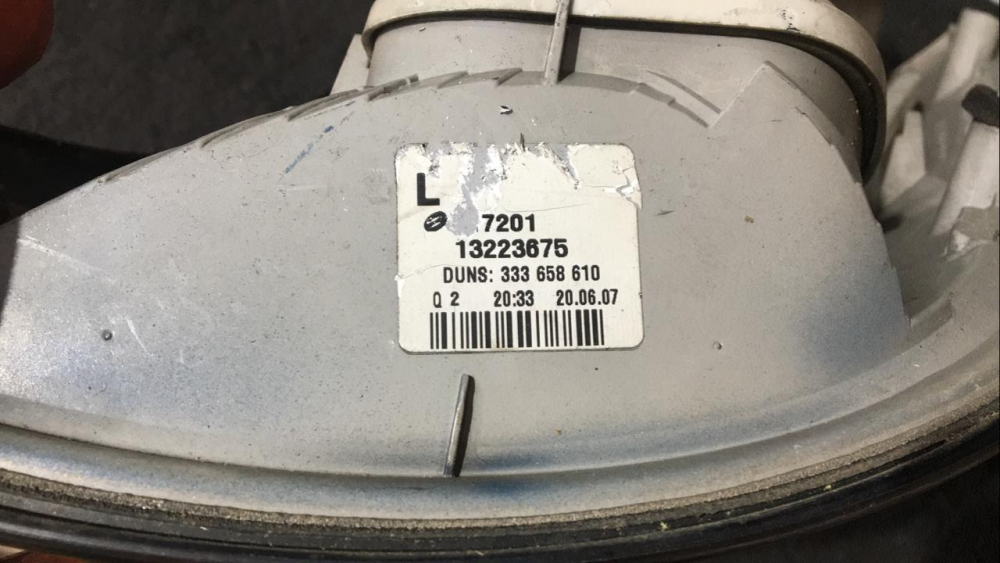 L
7201
13223675
DUNS: 333 658 610
Q 2 20:33 20.06.07